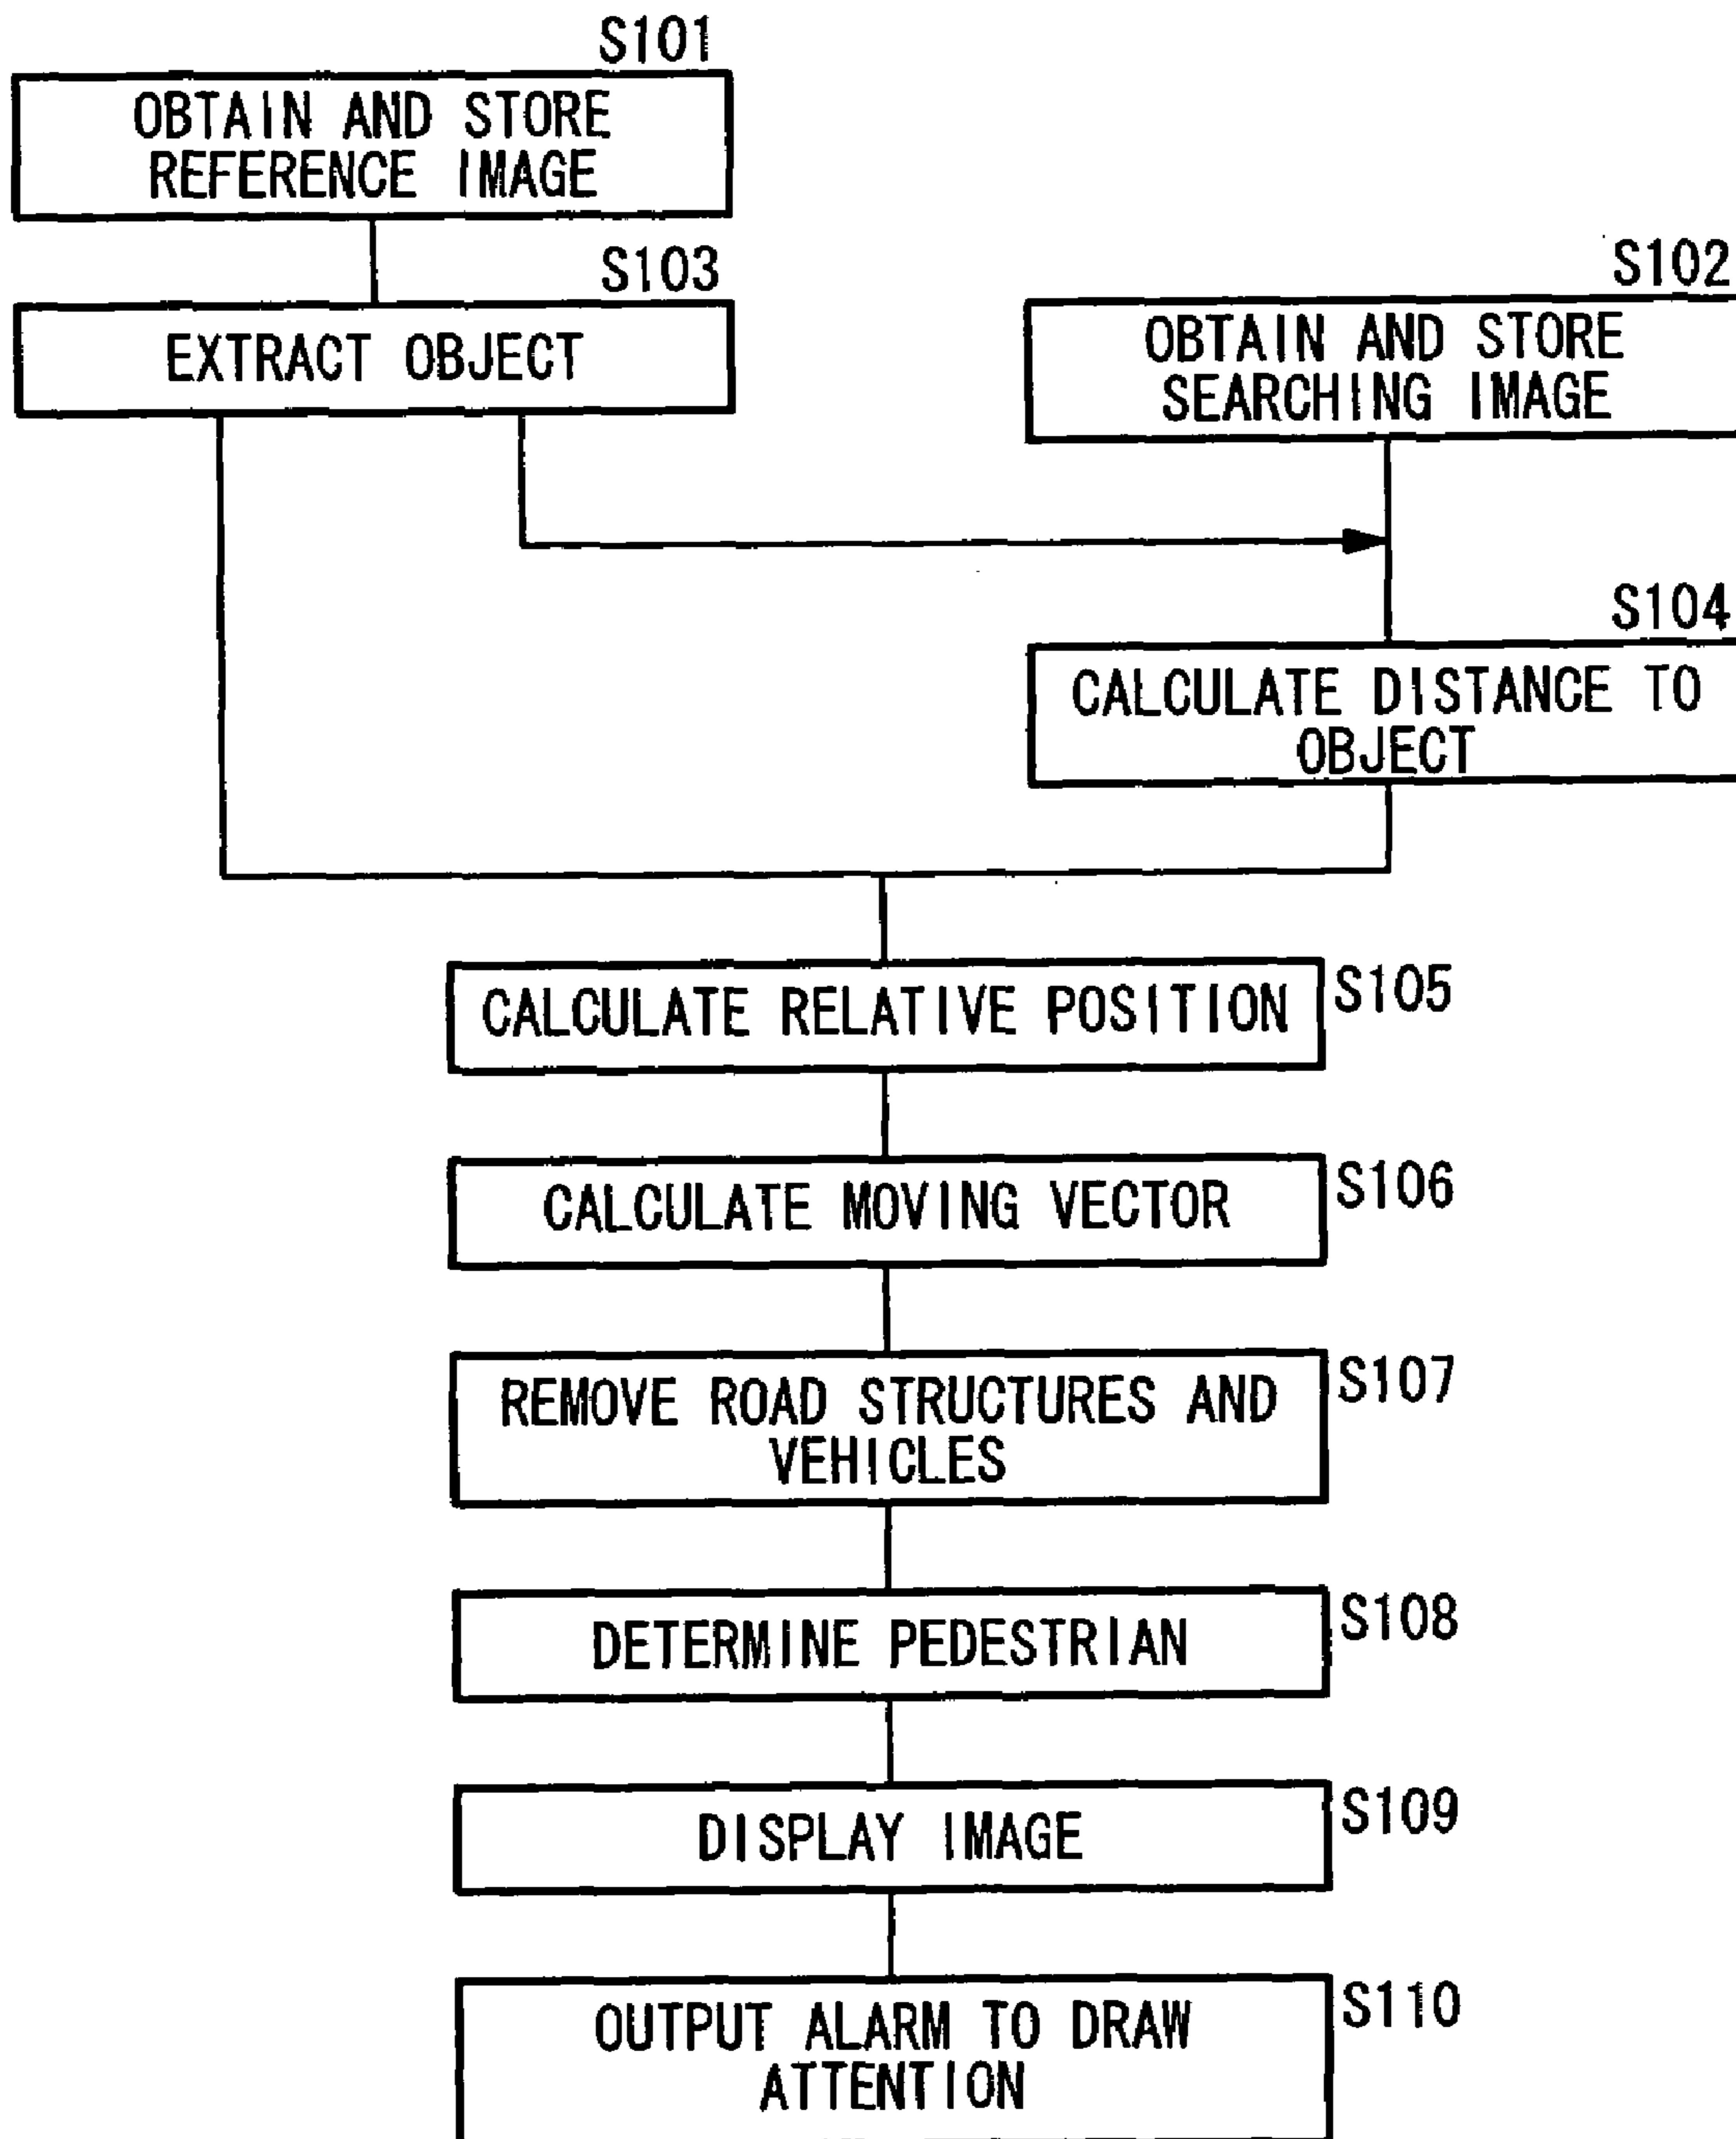 S101
OBTAIN AND STORE
REFERENCE IMAGE
S103
EXTRACT OBJECT
S102
OBTAIN AND STORE
SEARCHING IMAGE
S104
CALCULATE DISTANCE TO
OBJECT
CALCULATE RELATIVE POSITION
S105
CALCULATE MOVING VECTOR
S106
REMOVE ROAD STRUCTURES AND
VEHICLES
S107
DETERMINE PEDESTRIAN
S108
DISPLAY IMAGE
S109
OUTPUT ALARM TO DRAW
ATTENTION
S110